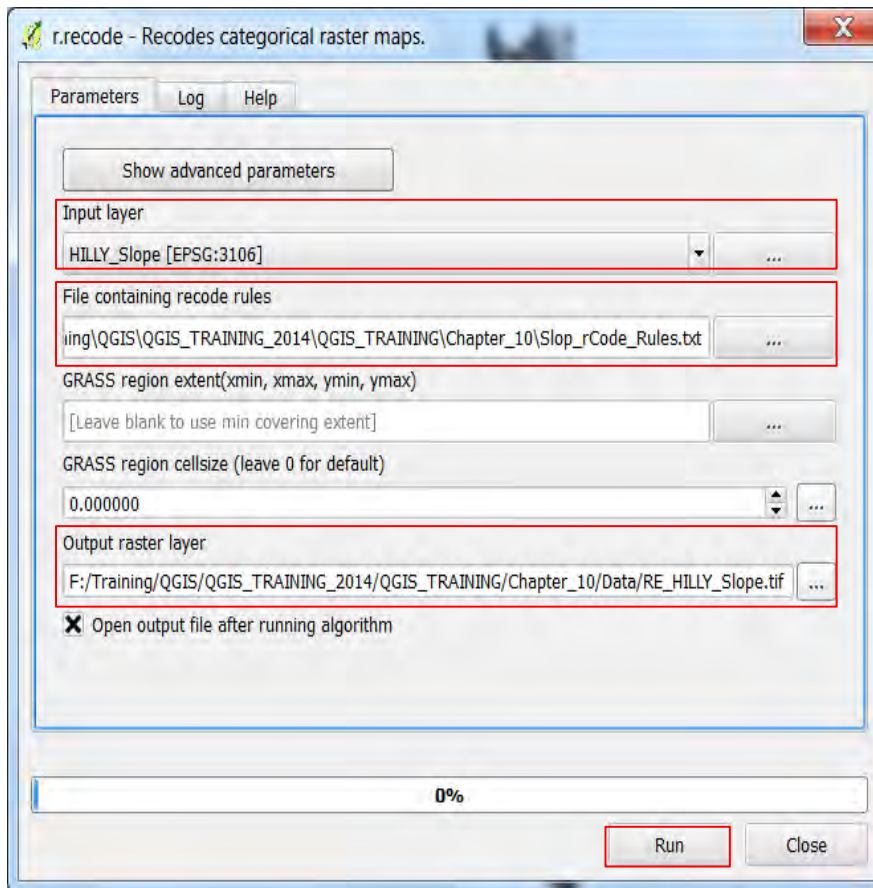 r.recode - Recodes categorical raster maps.
Parameters Log Help
Show advanced parameters
Input layer
HILLY_Slope [EPSG:3106] ...
File containing recode rules
ing\QGIS\QGIS_TRAINING_2014\QGIS_TRAINING\Chapter_10\Slop_rCode_Rules.txt ...
GRASS region extent(xmin, xmax, ymin, ymax)
[Leave blank to use min covering extent] ...
GRASS region cellsize (leave 0 for default)
0.000000 ...
Output raster layer
F:/Training/QGIS/QGIS_TRAINING_2014/QGIS_TRAINING/Chapter_10/Data/RE_HILLY_Slope.tif ...
Open output file after running algorithm
0%
Run Close